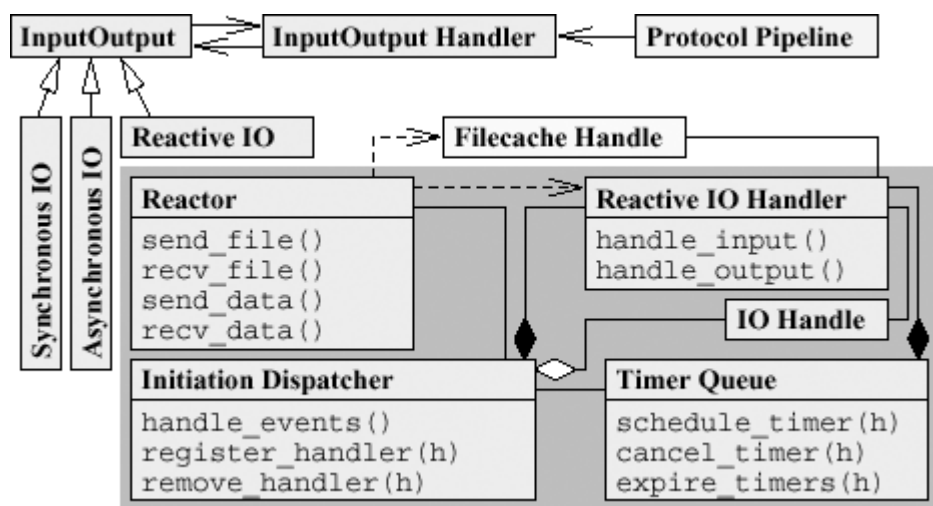 InputOutput
InputOutput Handler
Protocol Pipeline
Synchronous IO
Asynchronous IO
Reactive IO
Filecache Handle
Reactor
send_file()
recv_file()
send_data()
recv_data()
Reactive IO Handler
handle_input()
handle_output()
IO Handle
Initiation Dispatcher
handle_events()
register_handler(h)
remove_handler(h)
Timer Queue
schedule_timer(h)
cancel_timer(h)
expire_timers(h)